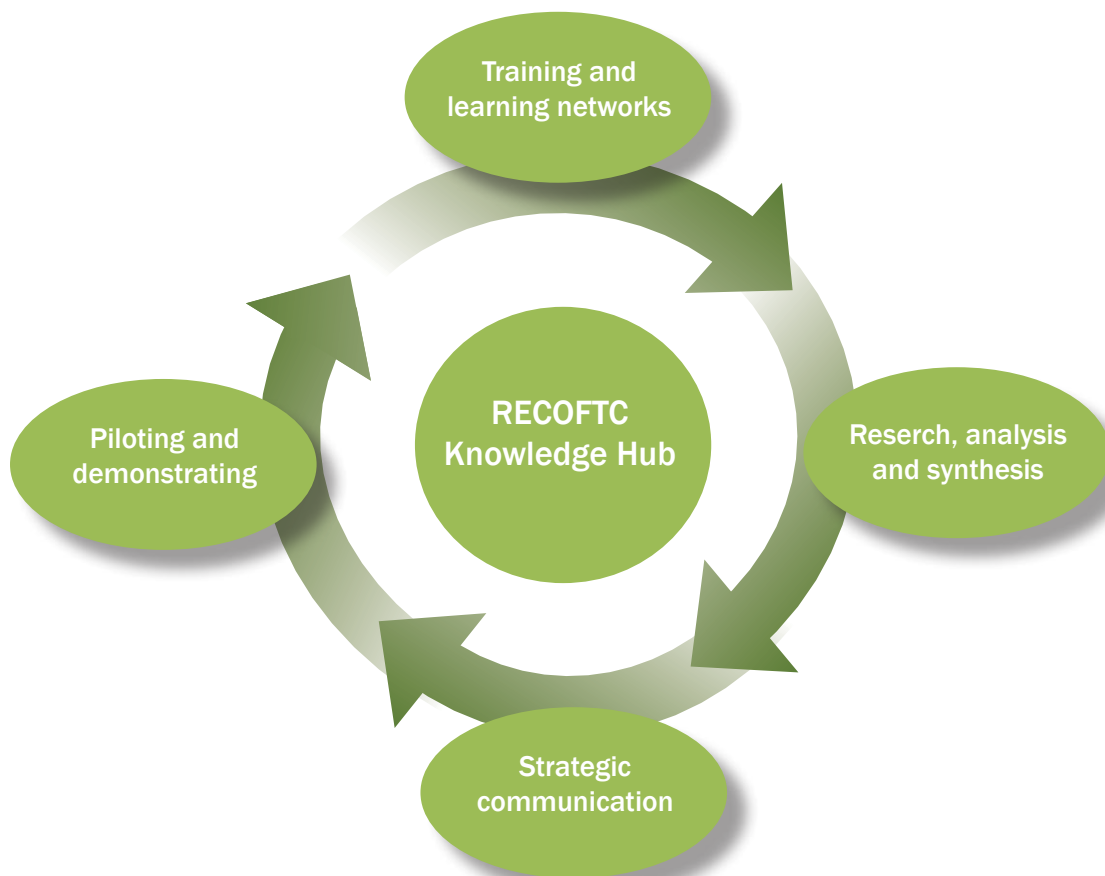 Training and
learning networks
RECOFTC
Knowledge Hub
Piloting and
demonstrating
Reserch, analysis
and synthesis
Strategic
communication